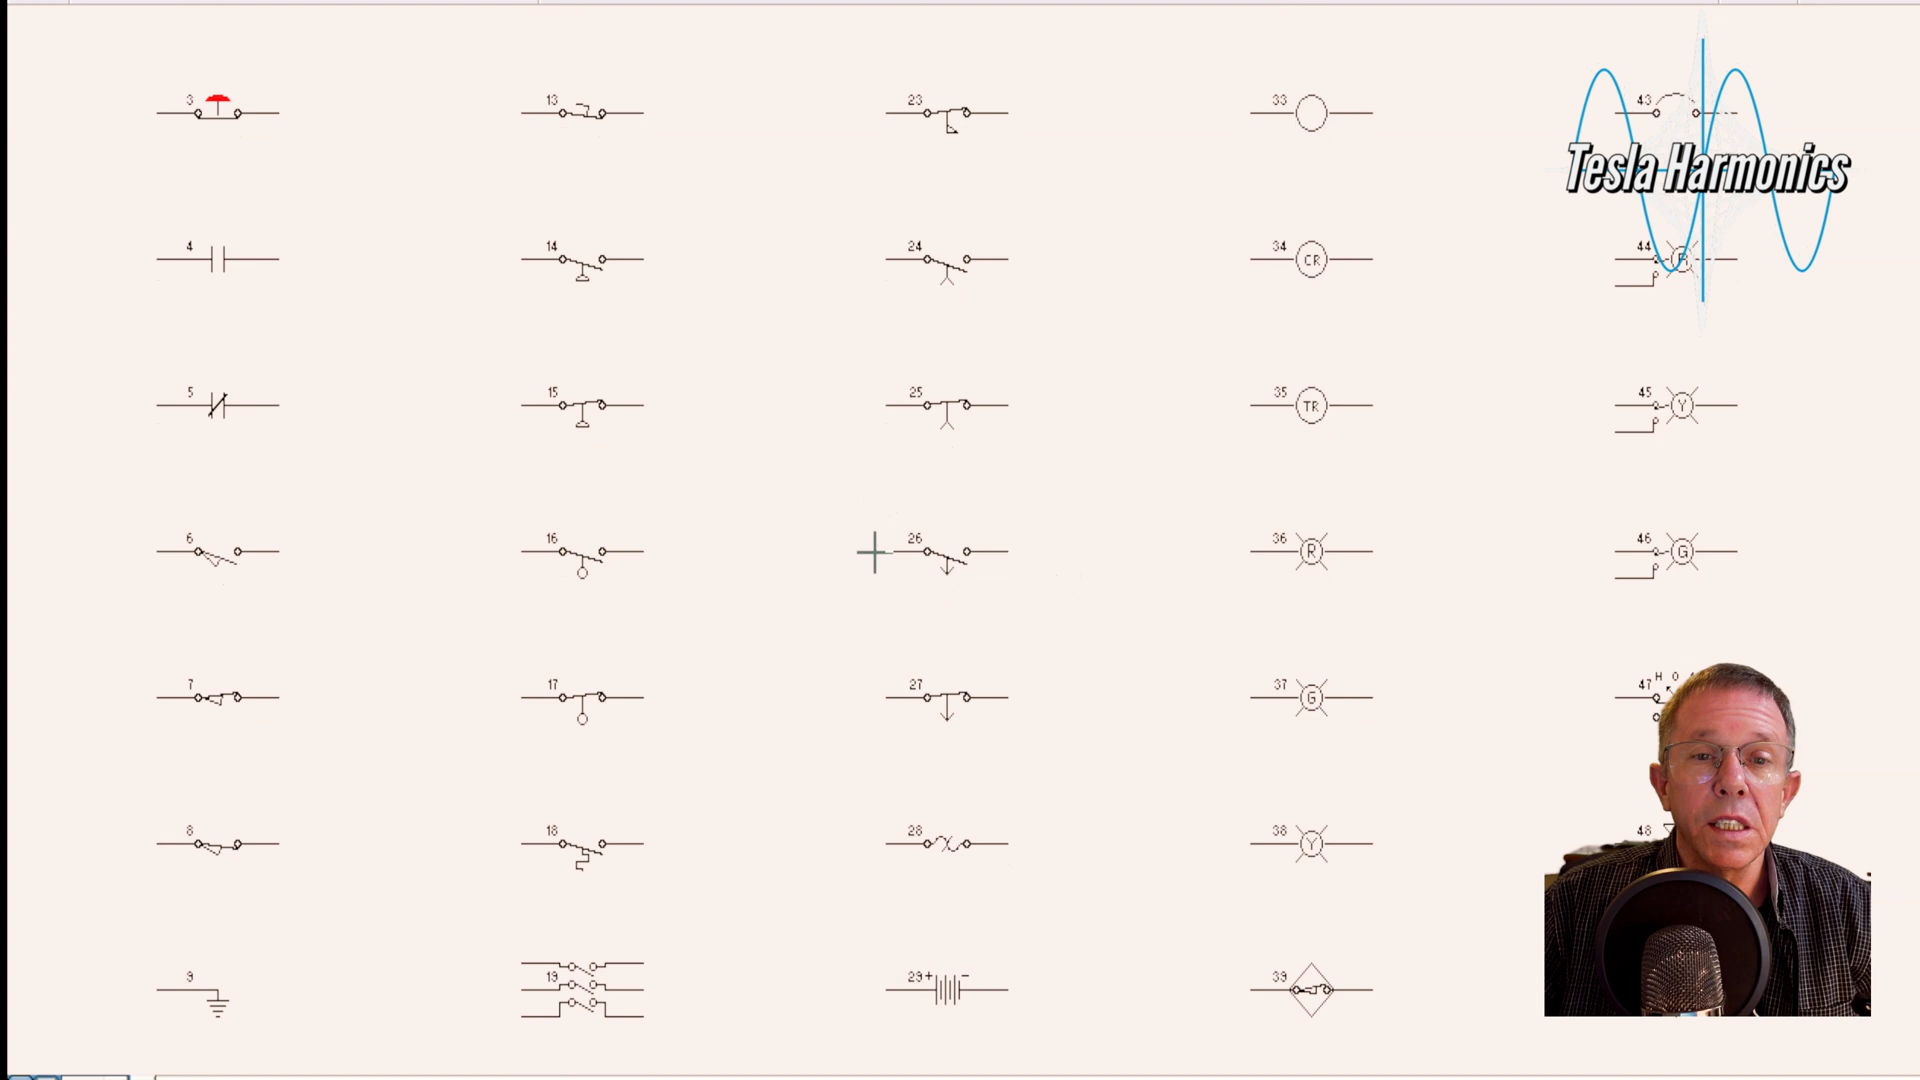 3 13 23 33 43
Tesla Harmonics
4 14 24 34 CR 44 R
5 15 25 35 TR 45 Y
6 16 26 36 R 46 G
7 17 27 37 G 47 H O
8 18 28 38 Y 48
9 19 29 + - 39